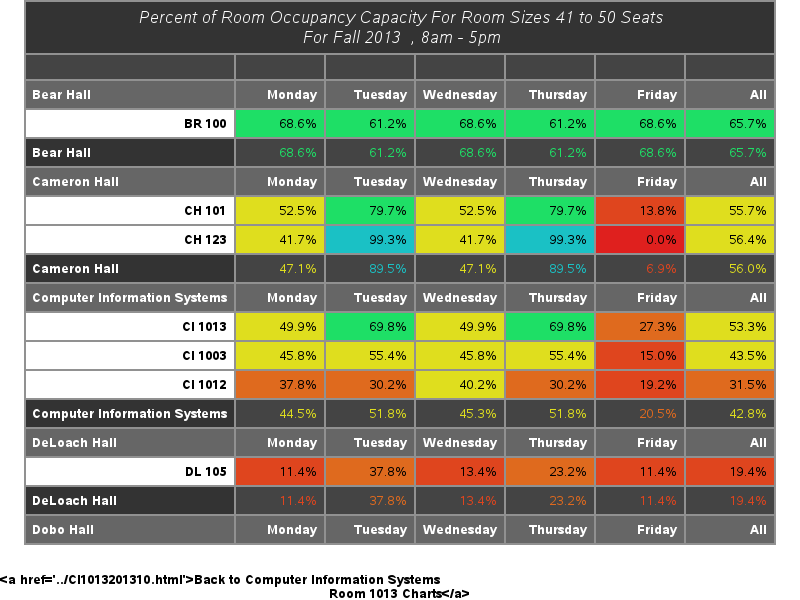 Percent of Room Occupancy Capacity For Room Sizes 41 to 50 Seats
For Fall 2013 , 8am - 5pm
Bear Hall Monday Tuesday Wednesday Thursday Friday All
BR 100 68.6% 61.2% 68.6% 61.2% 68.6% 65.7%
Bear Hall 68.6% 61.2% 68.6% 61.2% 68.6% 65.7%
Cameron Hall Monday Tuesday Wednesday Thursday Friday All
CH 101 52.5% 79.7% 52.5% 79.7% 13.8% 55.7%
CH 123 41.7% 99.3% 41.7% 99.3% 0.0% 56.4%
Cameron Hall 47.1% 89.5% 47.1% 89.5% 6.9% 56.0%
Computer Information Systems Monday Tuesday Wednesday Thursday Friday All
CI 1013 49.9% 69.8% 49.9% 69.8% 27.3% 53.3%
CI 1003 45.8% 55.4% 45.8% 55.4% 15.0% 43.5%
CI 1012 37.8% 30.2% 40.2% 30.2% 19.2% 31.5%
Computer Information Systems 44.5% 51.8% 45.3% 51.8% 20.5% 42.8%
DeLoach Hall Monday Tuesday Wednesday Thursday Friday All
DL 105 11.4% 37.8% 13.4% 23.2% 11.4% 19.4%
DeLoach Hall 11.4% 37.8% 13.4% 23.2% 11.4% 19.4%
Dobo Hall Monday Tuesday Wednesday Thursday Friday All
<a href='../CI1013201310.html'>Back to Computer Information Systems
Room 1013 Charts</a>